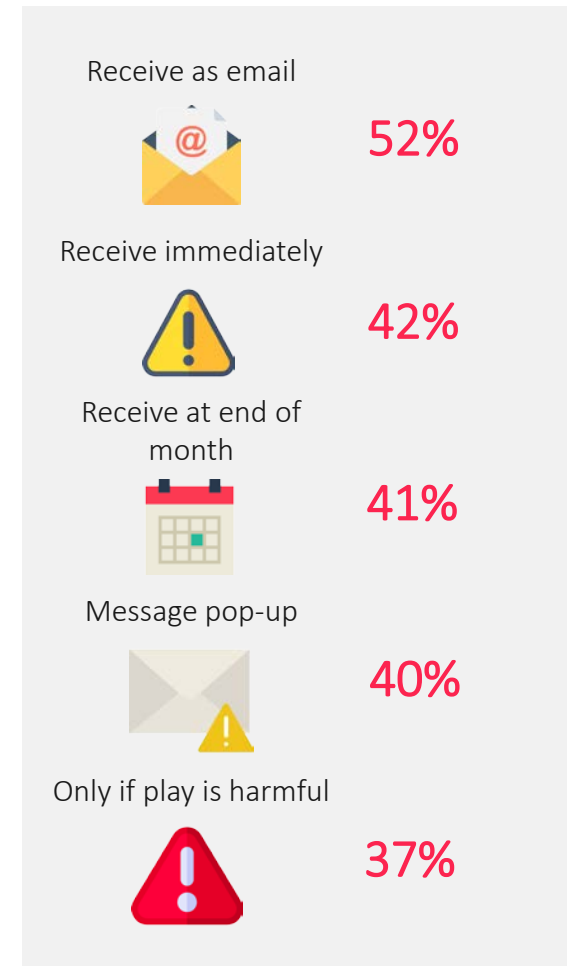 Receive as email
@
52%
Receive immediately
42%
Receive at end of
month
41%
Message pop-up
40%
Only if play is harmful
37%